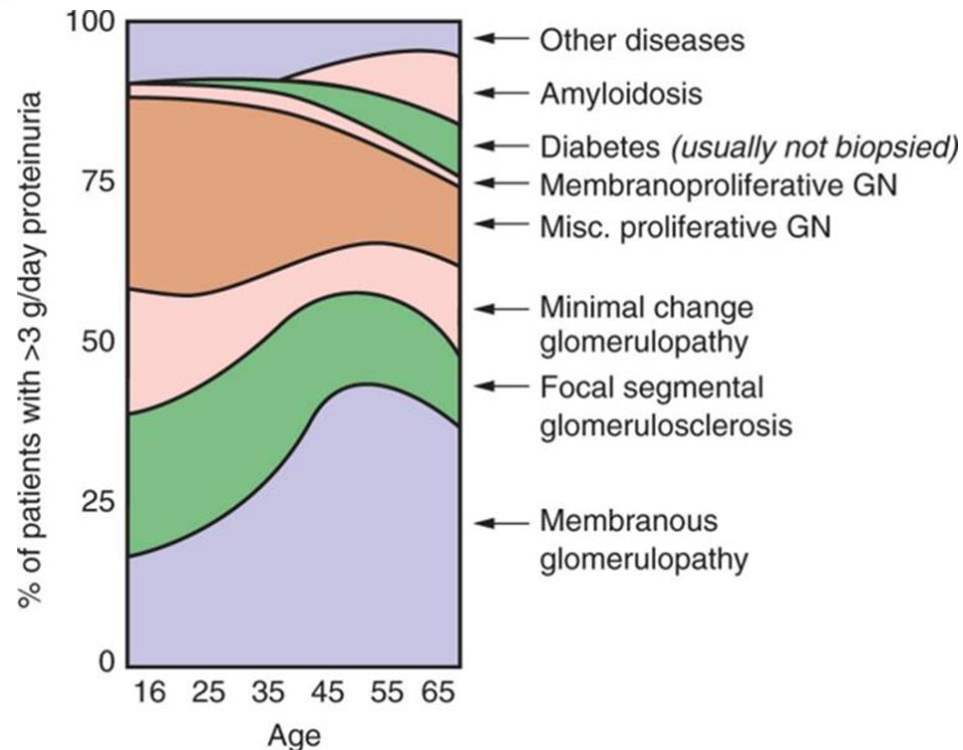 % of patients with >3 g/day proteinuria
100
75
50
25
0
16 25 35 45 55 65
Age
Other diseases
Amyloidosis
Diabetes (usually not biopsied)
Membranoproliferative GN
Misc. proliferative GN
Minimal change
glomerulopathy
Focal segmental
glomerulosclerosis
Membranous
glomerulopathy